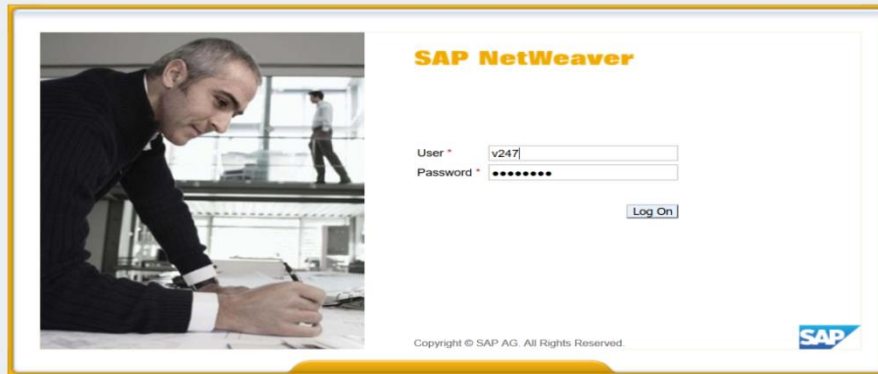 SAP NetWeaver
User * v247
Password * ●●●●●●●●
Log On
Copyright © SAP AG. All Rights Reserved.
SAP